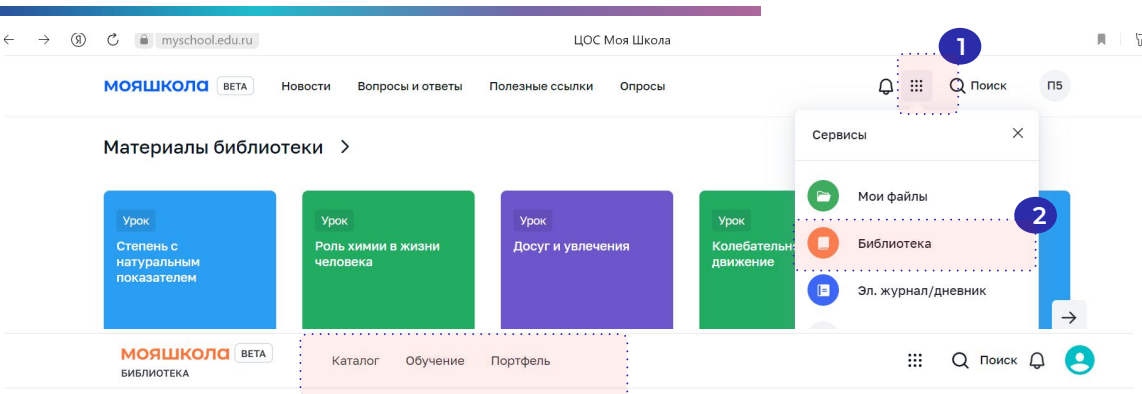 myschool.edu.ru
ЦОС Моя Школа
1
МОЯШКОЛА BETA Новости Вопросы и ответы Полезные ссылки Опросы Поиск П5
Материалы библиотеки
Сервисы
Мои файлы
2
Библиотека
Эл. журнал/дневник
Урок
Степень с
натуральным
показателем
Урок
Роль химии в жизни
человека
Урок
Досуг и увлечения
Урок
движение
МОЯШКОЛА BETA
БИБЛИОТЕКА
Каталог Обучение Портфель
Поиск